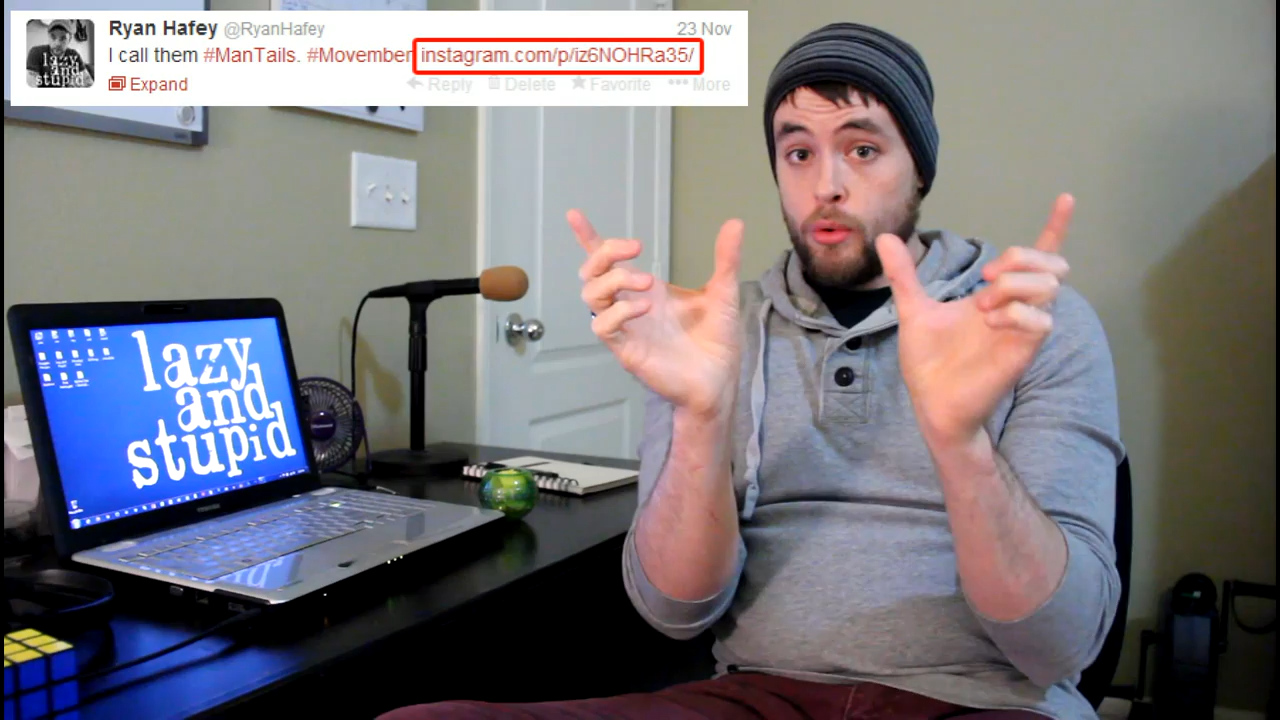 Ryan Hafey @RyanHafey 23 Nov
I call them #ManTails. #Movember instagram.com/p/iz6NOHRa35/
Expand Reply Delete Favorite More
lazy
and
stupid
lazy
and
stupid
TOSHIBA